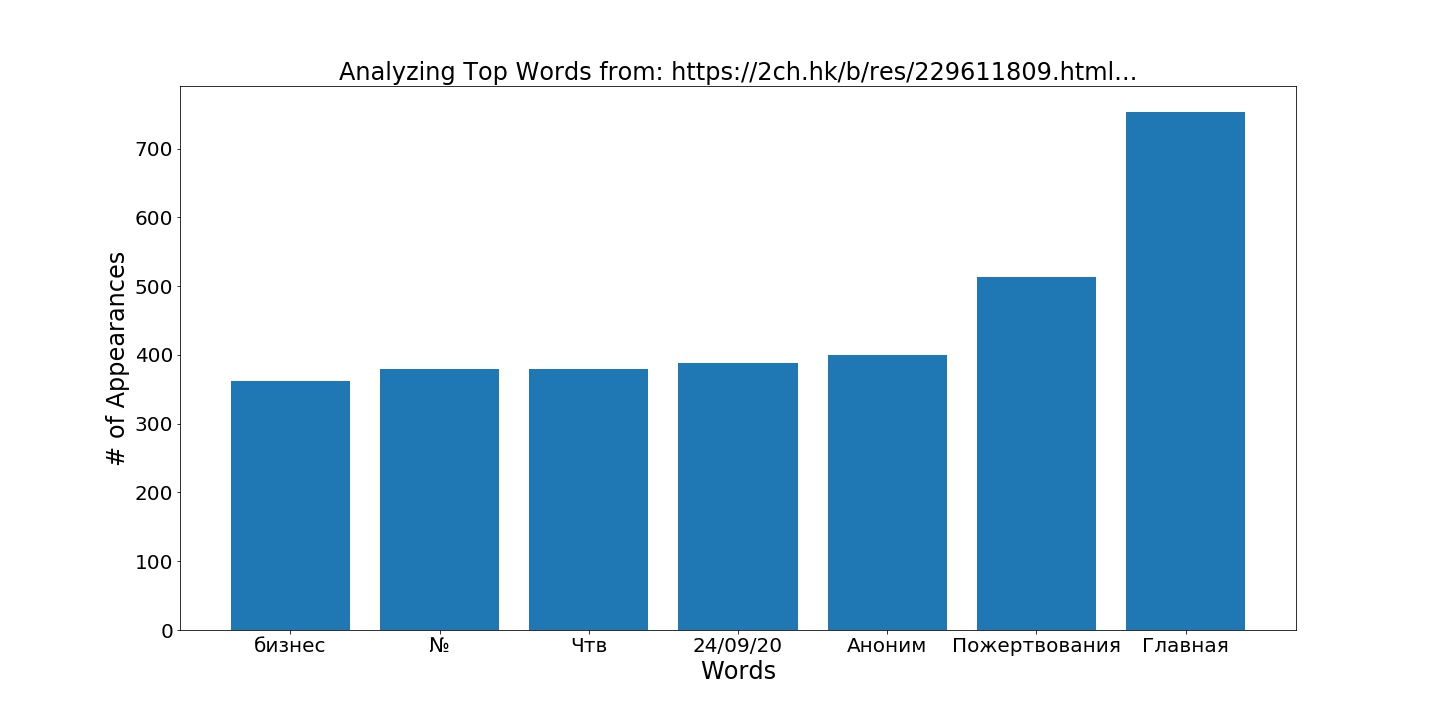 Analyzing Top Words from: https://2ch.hk/b/res/229611809.html...
# of Appearances
700
600
500
400
300
200
100
0
бизнес № Чтв 24/09/20 Аноним Пожертвования Главная
Words